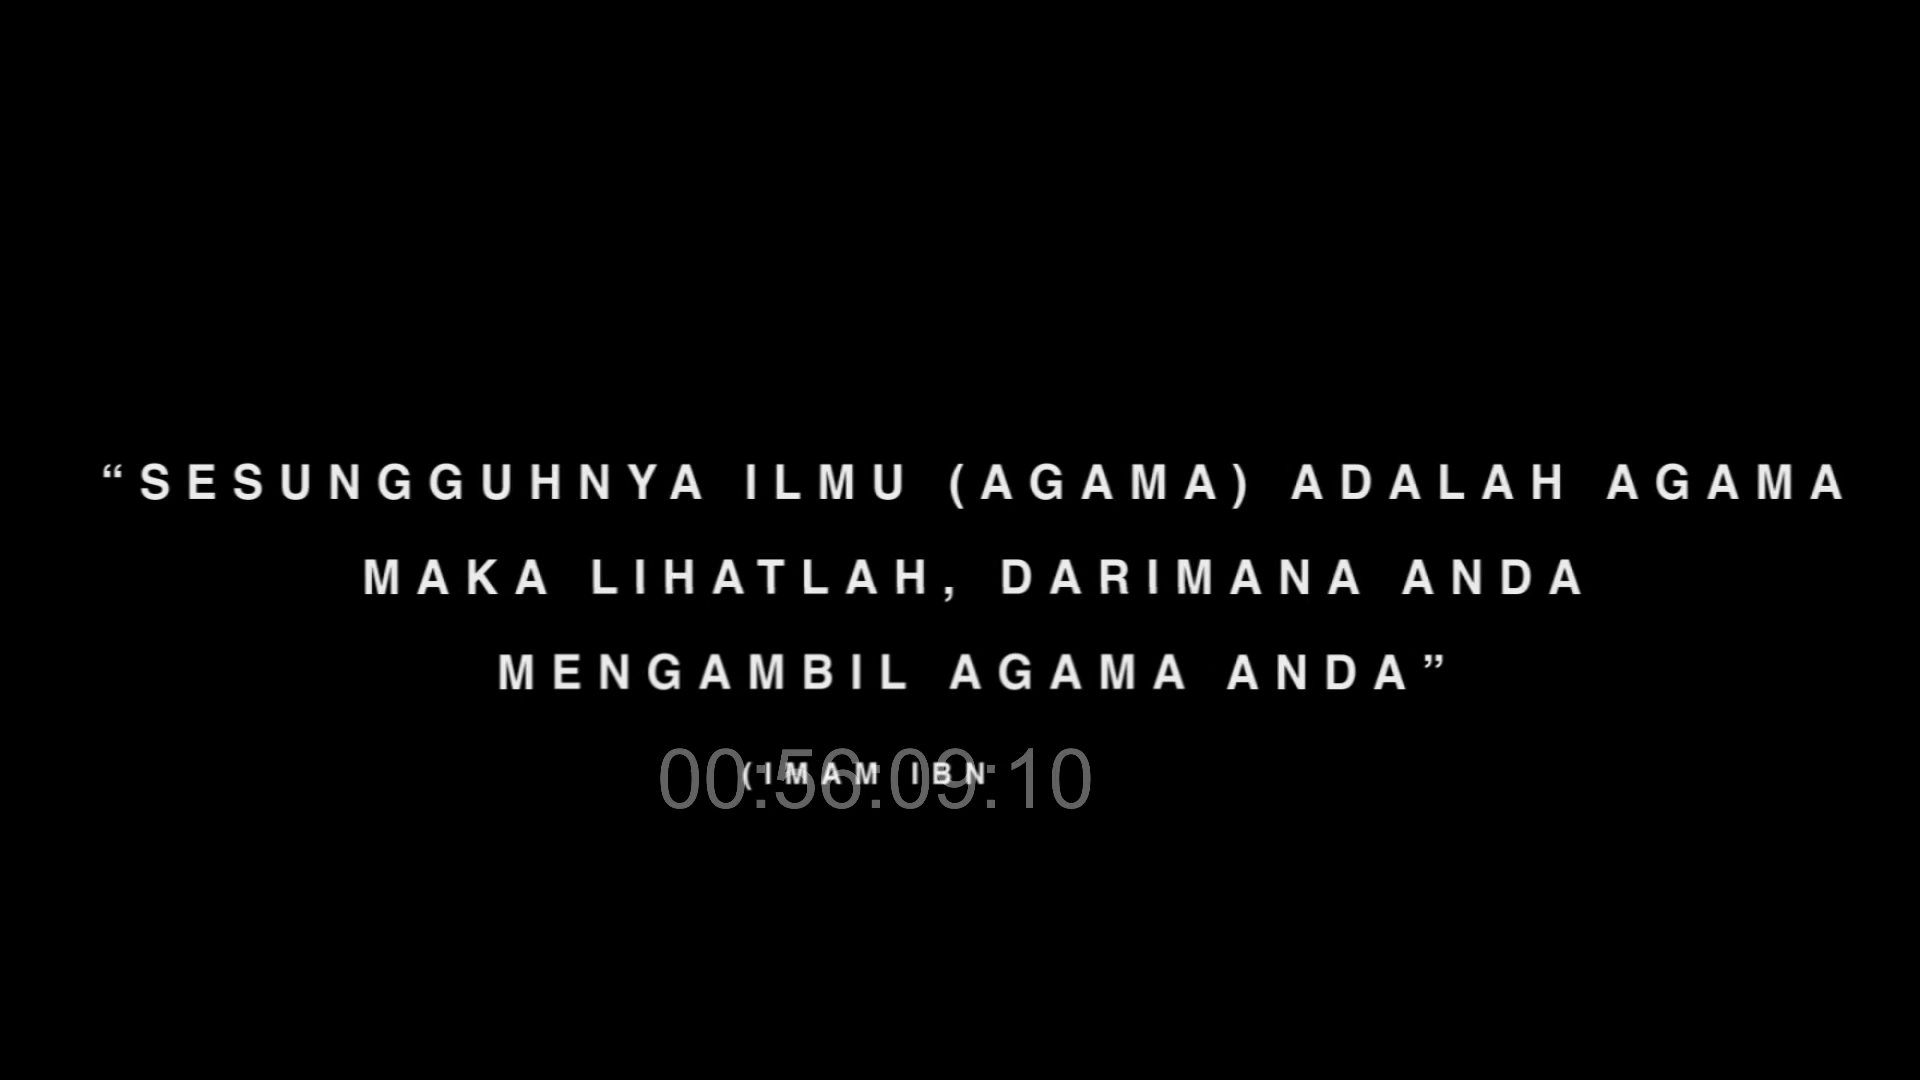 “SESUNGGUHNYA ILMU (AGAMA) ADALAH AGAMA
MAKA LIHATLAH, DARIMANA ANDA
MENGAMBIL AGAMA ANDA”
(IMAM IBN
00:56:09:10